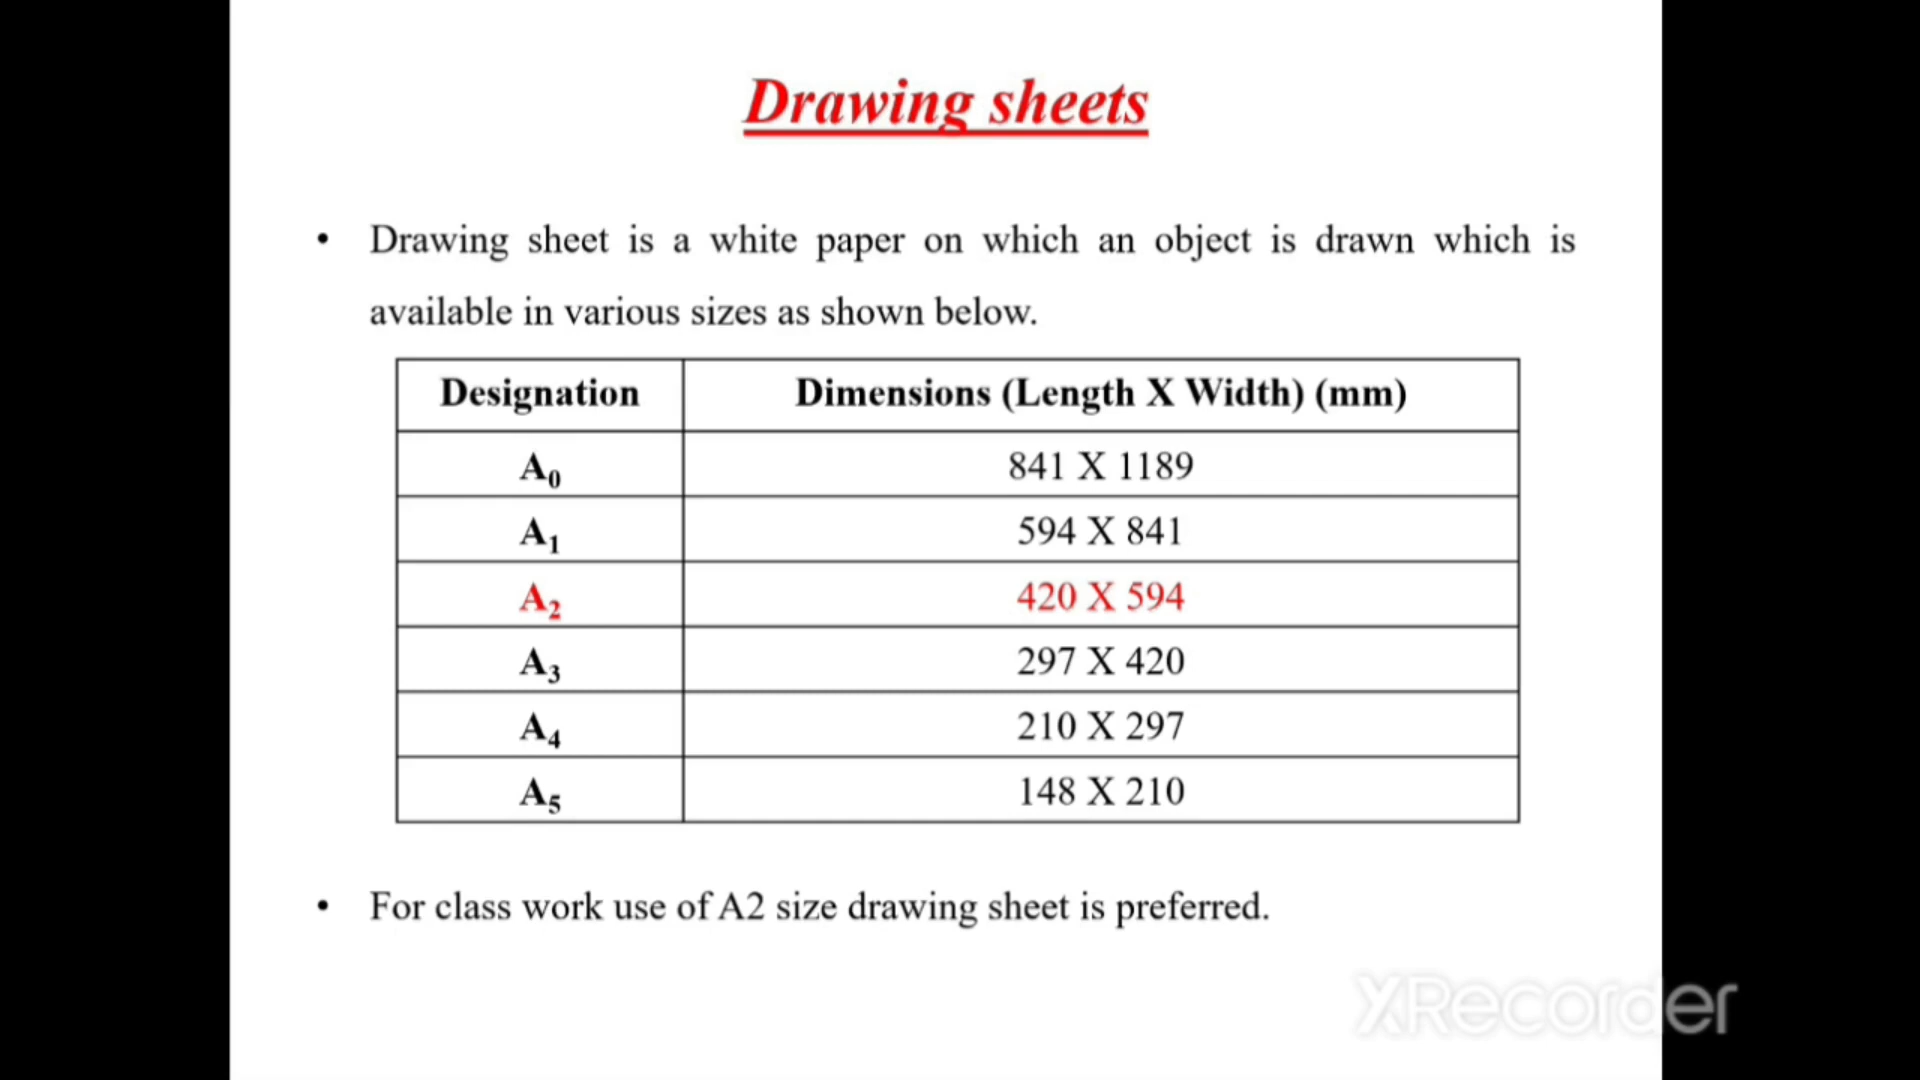 Drawing sheets
• Drawing sheet is a white paper on which an object is drawn which is
available in various sizes as shown below.
Designation Dimensions (Length X Width) (mm)
A0 841 X 1189
A1 594 X 841
A2 420 X 594
A3 297 X 420
A4 210 X 297
A5 148 X 210
• For class work use of A2 size drawing sheet is preferred.
XRecorder